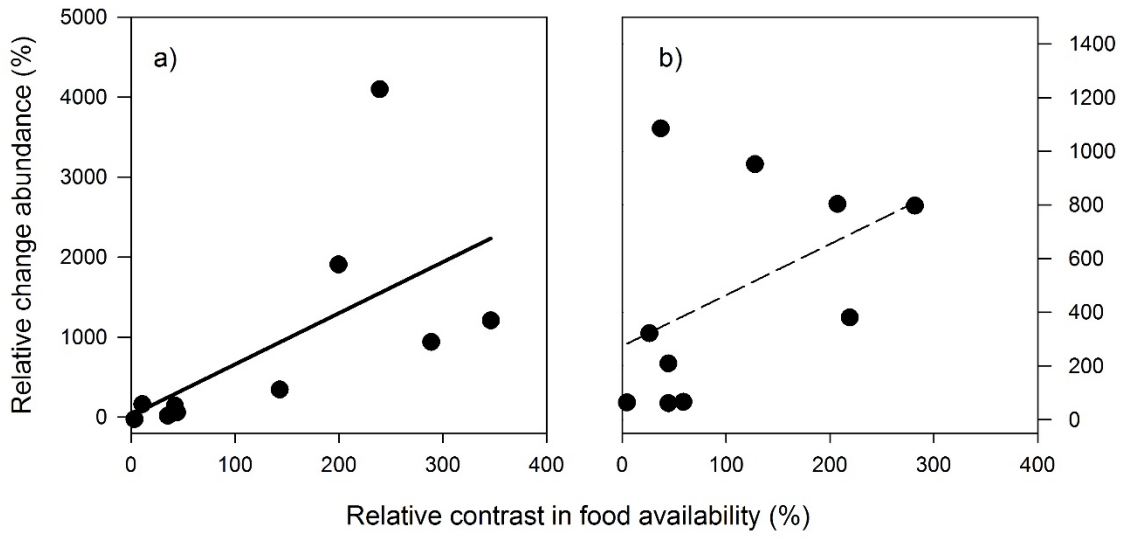 Relative change abundance (%)
5000
4000
3000
2000
1000
0
a)
0 100 200 300 400
b)
1400
1200
1000
800
600
400
200
0
0 100 200 300 400
Relative contrast in food availability (%)